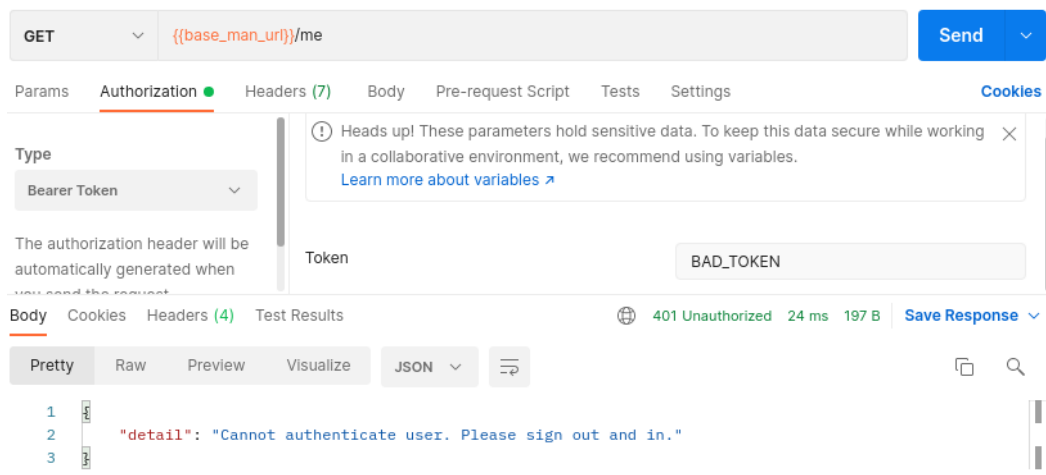 GET {{base_man_url}}/me Send
Params Authorization Headers (7) Body Pre-request Script Tests Settings Cookies
Type
Bearer Token
The authorization header will be
automatically generated when
you send the request.
Heads up! These parameters hold sensitive data. To keep this data secure while working
in a collaborative environment, we recommend using variables.
Learn more about variables ↗
Token BAD_TOKEN
Body Cookies Headers (4) Test Results 401 Unauthorized 24 ms 197 B Save Response
Pretty Raw Preview Visualize JSON
1 {
2 "detail": "Cannot authenticate user. Please sign out and in."
3 }